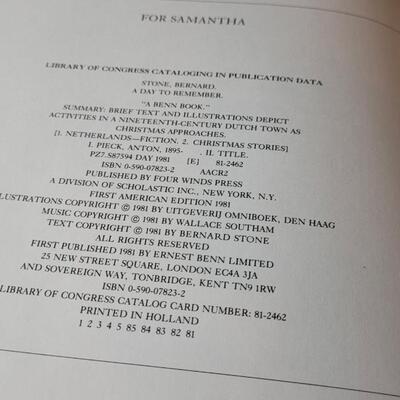 FOR SAMANTHA
LIBRARY OF CONGRESS CATALOGING IN PUBLICATION DATA
STONE, BERNARD.
A DAY TO REMEMBER.
"A BENN BOOK."
SUMMARY: BRIEF TEXT AND ILLUSTRATIONS DEPICT
ACTIVITIES IN A NINETEENTH-CENTURY DUTCH TOWN AS
CHRISTMAS APPROACHES.
[1. NETHERLANDS—FICTION. 2. CHRISTMAS STORIES]
I. PIECK, ANTON, 1895- . II. TITLE.
PZ7.S87594 DAY 1981 [E] 81-2462
ISBN 0-590-07823-2 AACR2
PUBLISHED BY FOUR WINDS PRESS
A DIVISION OF SCHOLASTIC INC., NEW YORK, N.Y.
FIRST AMERICAN EDITION 1981
LLUSTRATIONS COPYRIGHT © 1981 BY UITGEVERIJ OMNIBOEK, DEN HAAG
MUSIC COPYRIGHT © 1981 BY WALLACE SOUTHAM
TEXT COPYRIGHT © 1981 BY BERNARD STONE
ALL RIGHTS RESERVED
FIRST PUBLISHED 1981 BY ERNEST BENN LIMITED
25 NEW STREET SQUARE, LONDON EC4A 3JA
AND SOVEREIGN WAY, TONBRIDGE, KENT TN9 1RW
ISBN 0-590-07823-2
LIBRARY OF CONGRESS CATALOG CARD NUMBER: 81-2462
PRINTED IN HOLLAND
1 2 3 4 5 85 84 83 82 81